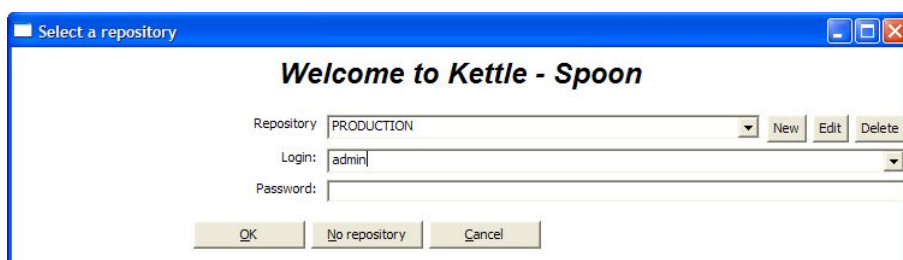 Select a repository
Welcome to Kettle - Spoon
Repository PRODUCTION New Edit Delete
Login: admin
Password:
OK No repository Cancel